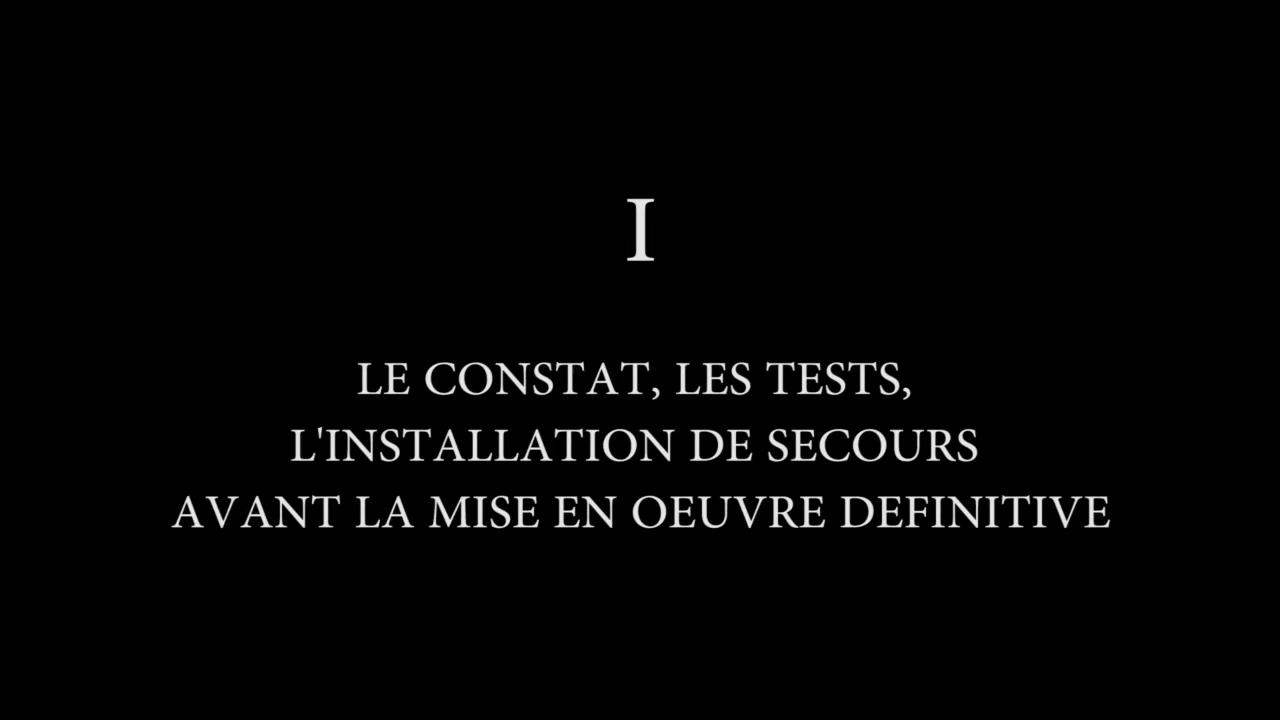 I
LE CONSTAT, LES TESTS,
L'INSTALLATION DE SECOURS
AVANT LA MISE EN OEUVRE DEFINITIVE